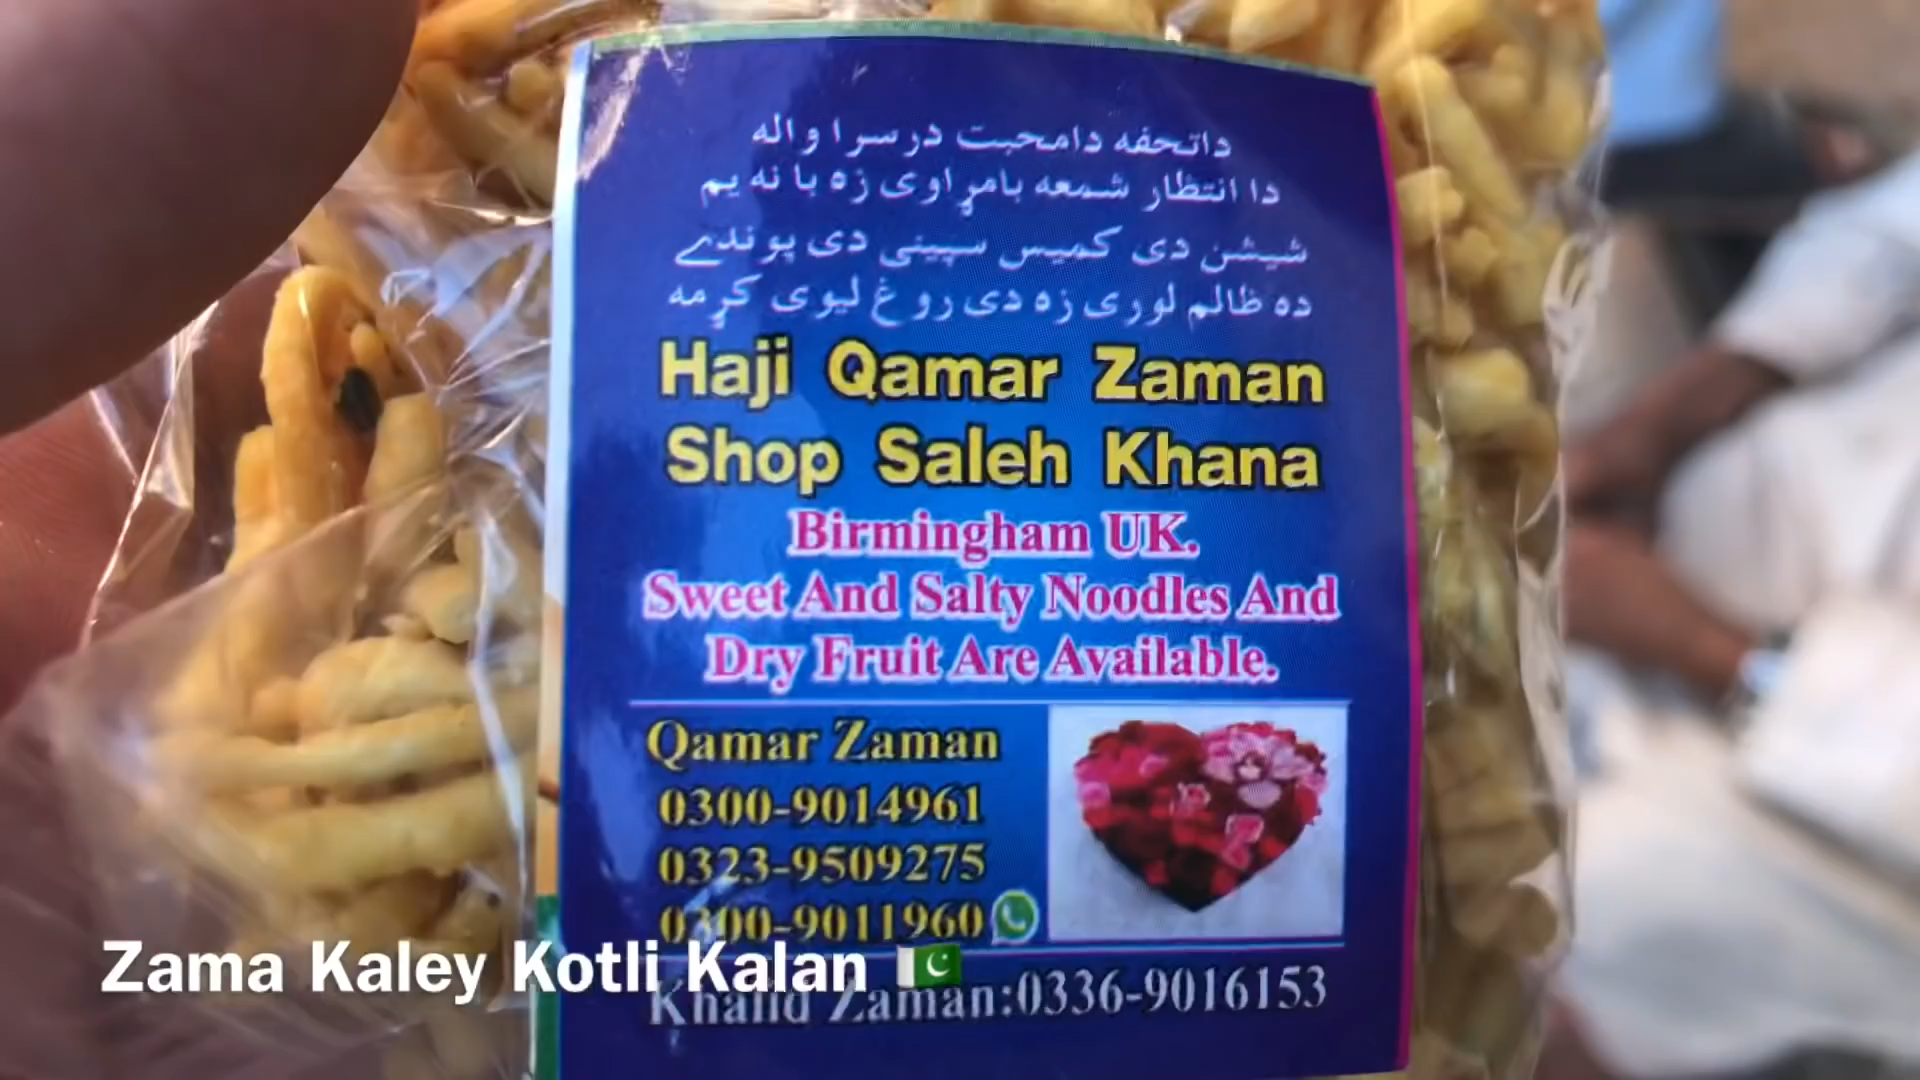 داتحفه دامحبت درسرا واله
دا انتظار شمعه بامړاوی زه با نه یم
شیشن دی کمیس سپینی دی پوندے
ده ظالم لوری زه دی روغ لیوی کړمه
Haji Qamar Zaman
Shop Saleh Khana
Birmingham UK.
Sweet And Salty Noodles And
Dry Fruit Are Available.
Qamar Zaman
0300-9014961
0323-9509275
0300-9011960
Zama Kaley Kotli Kalan
Khalid Zaman:0336-9016153